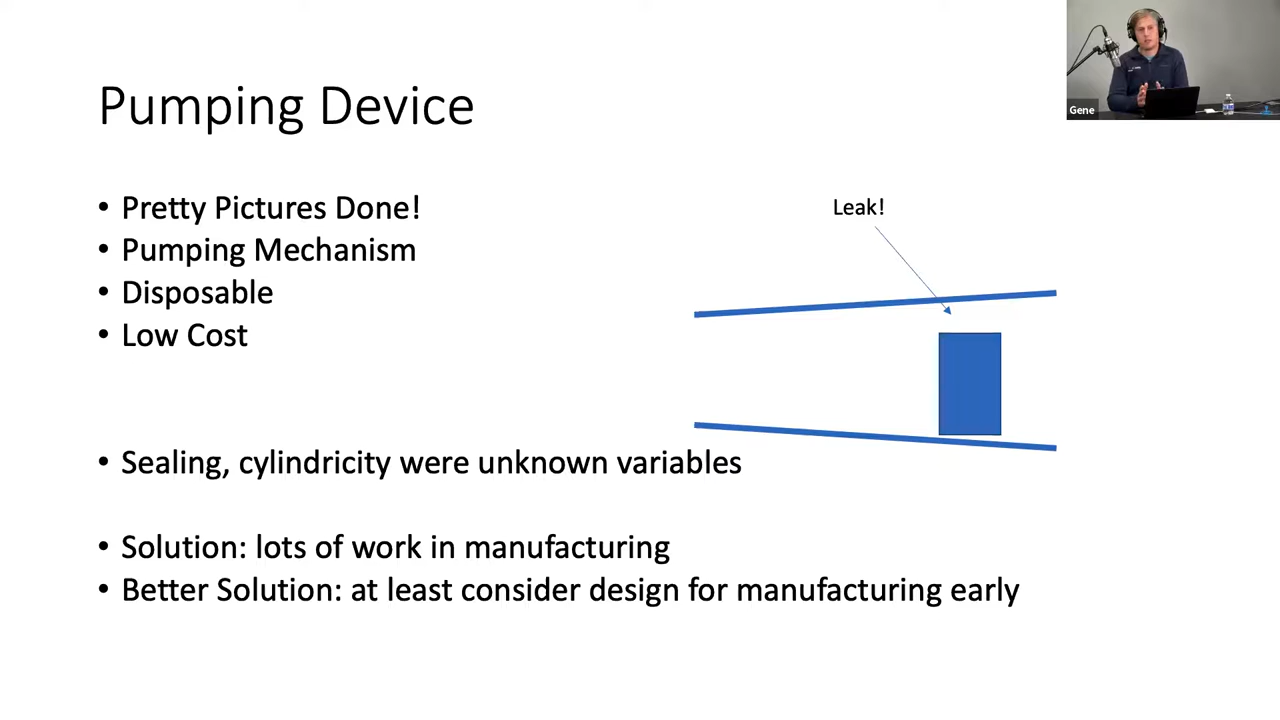 Gene
Pumping Device
• Pretty Pictures Done!
• Pumping Mechanism
• Disposable
• Low Cost
Leak!
• Sealing, cylindricity were unknown variables
• Solution: lots of work in manufacturing
• Better Solution: at least consider design for manufacturing early